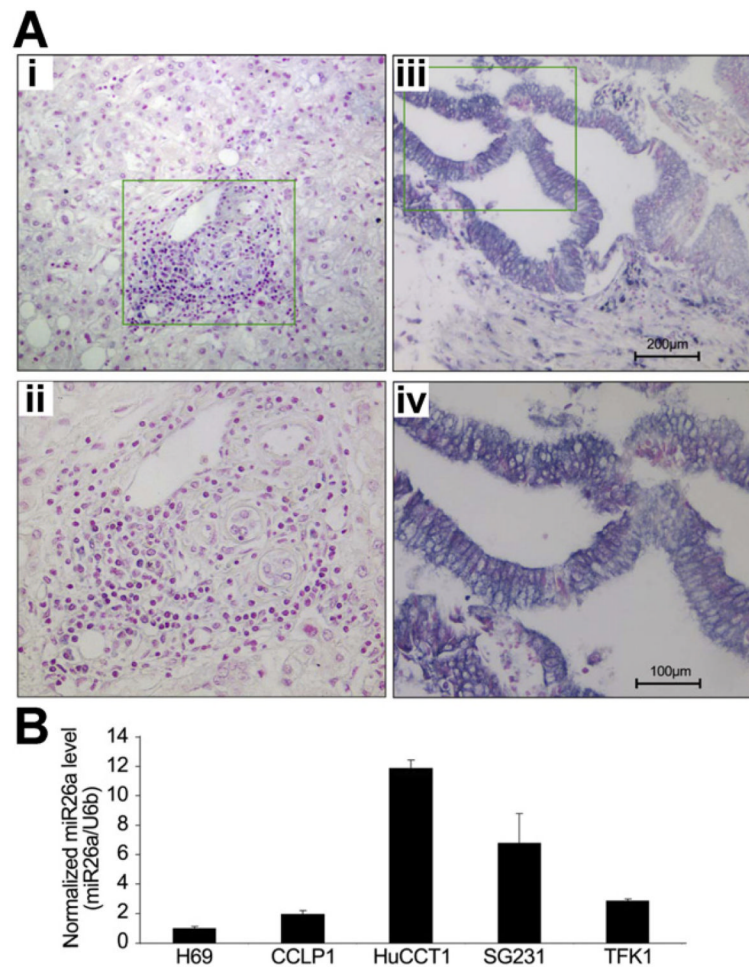 A
i
iii
200µm
ii
iv
100µm
B
Normalized miR26a level
(miR26a/U6b)
14
12
10
8
6
4
2
0
H69 CCLP1 HuCCT1 SG231 TFK1